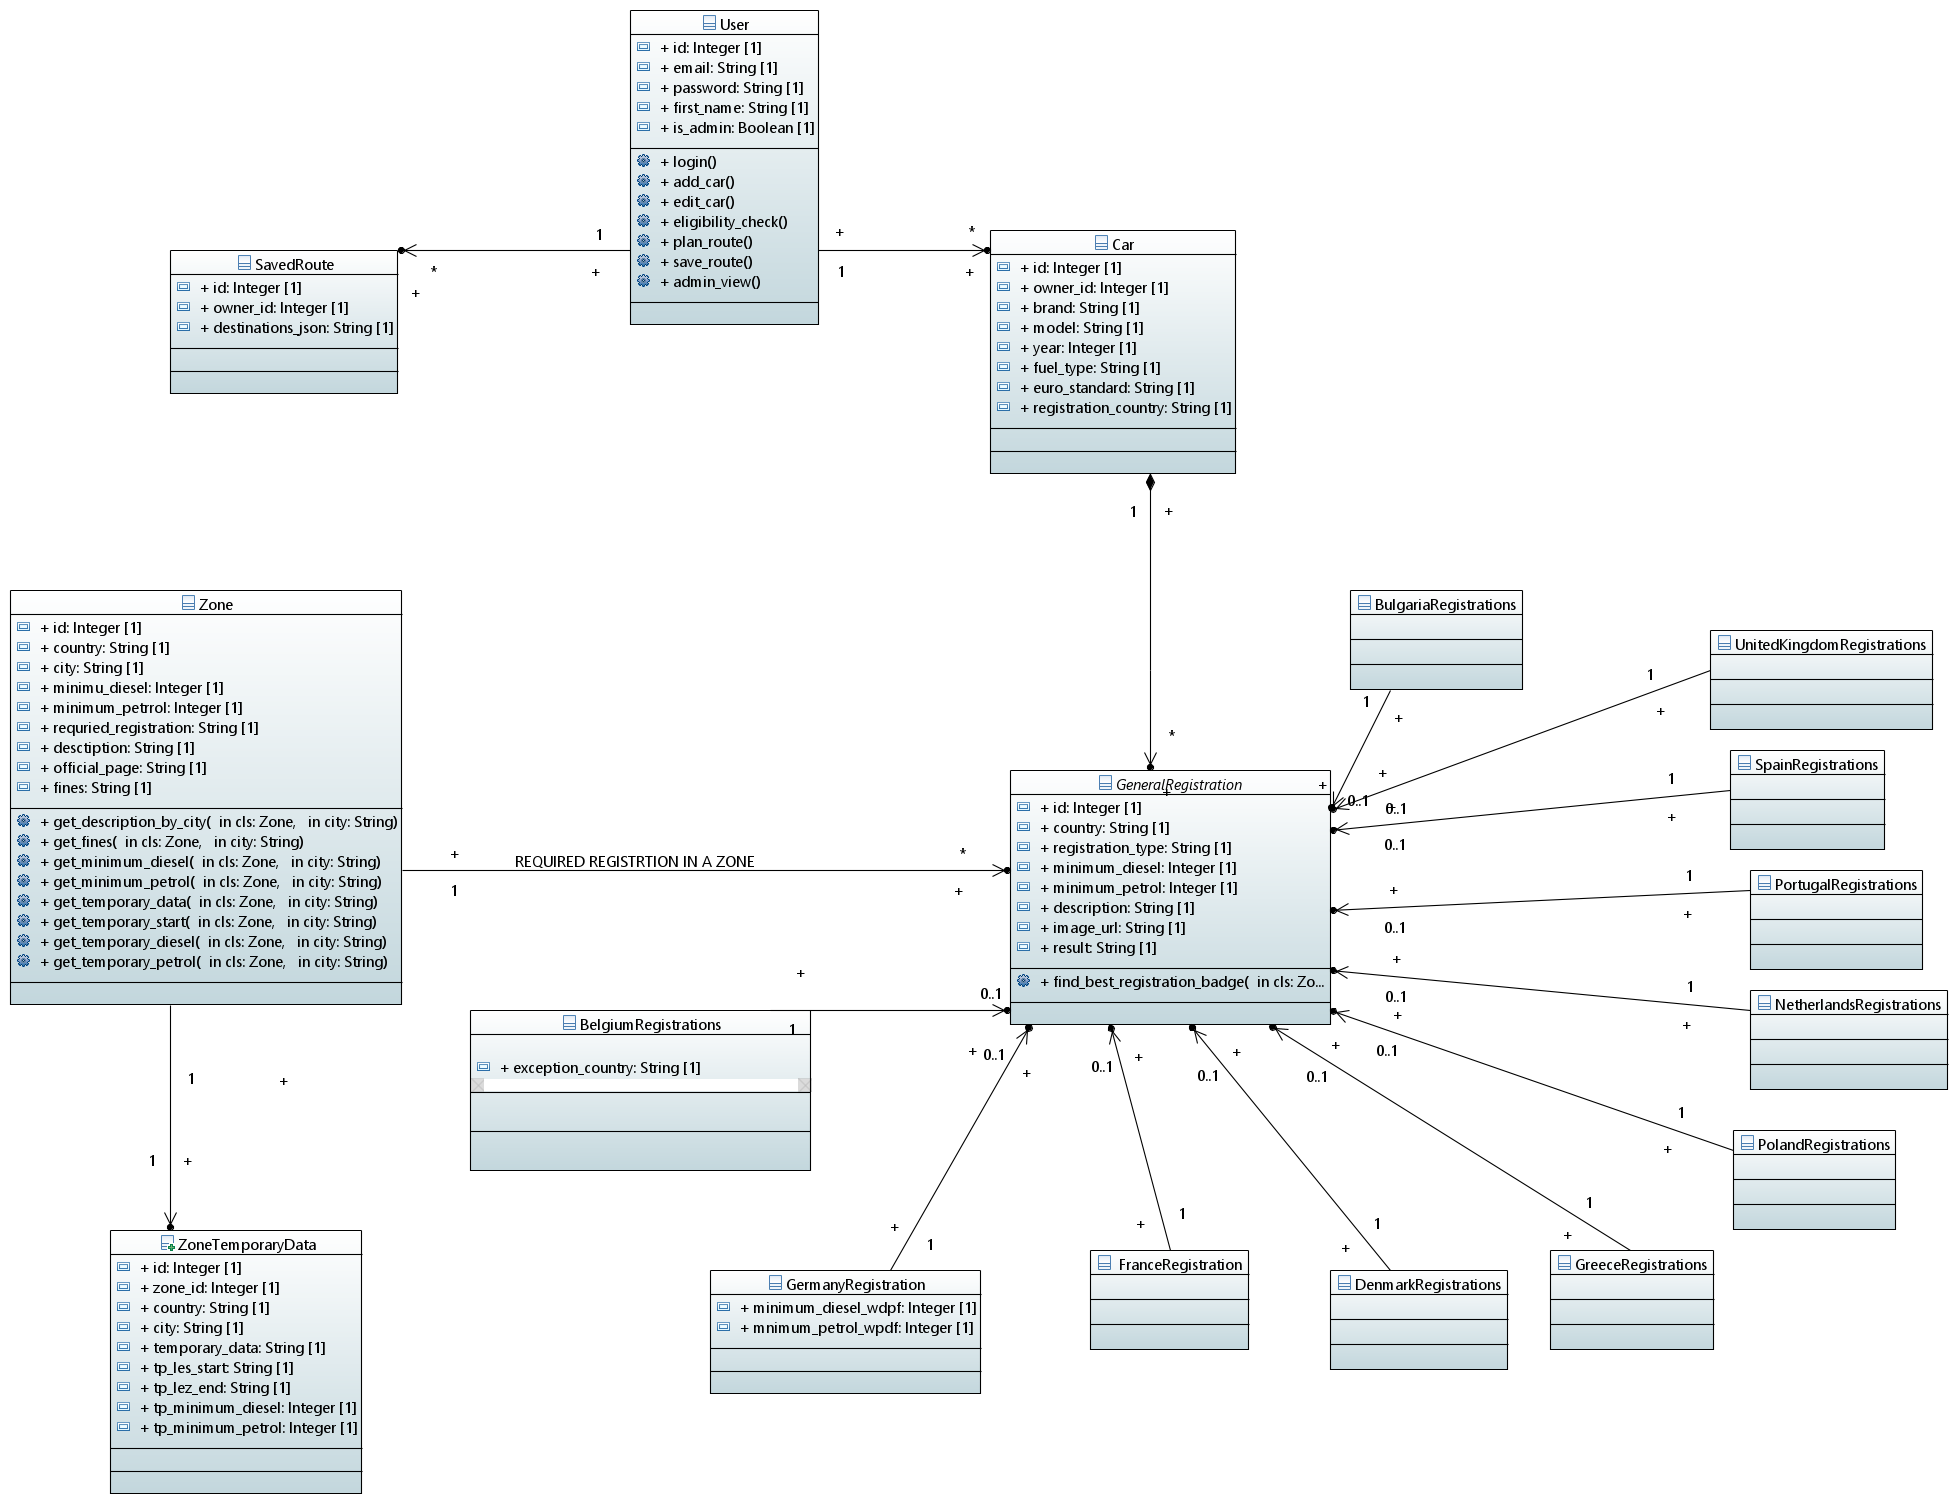 User
+ id: Integer [1]
+ email: String [1]
+ password: String [1]
+ first_name: String [1]
+ is_admin: Boolean [1]
+ login()
+ add_car()
+ edit_car()
+ eligibility_check()
+ plan_route()
+ save_route()
+ admin_view()
1
+
*
+
+
1
*
+
SavedRoute
+ id: Integer [1]
+ owner_id: Integer [1]
+ destinations_json: String [1]
Car
+ id: Integer [1]
+ owner_id: Integer [1]
+ brand: String [1]
+ model: String [1]
+ year: Integer [1]
+ fuel_type: String [1]
+ euro_standard: String [1]
+ registration_country: String [1]
1
+
*
+
Zone
+ id: Integer [1]
+ country: String [1]
+ city: String [1]
+ minimu_diesel: Integer [1]
+ minimum_petrrol: Integer [1]
+ requried_registration: String [1]
+ desctiption: String [1]
+ official_page: String [1]
+ fines: String [1]
+ get_description_by_city(  in cls: Zone,   in city: String)
+ get_fines(  in cls: Zone,   in city: String)
+ get_minimum_diesel(  in cls: Zone,   in city: String)
+ get_minimum_petrol(  in cls: Zone,   in city: String)
+ get_temporary_data(  in cls: Zone,   in city: String)
+ get_temporary_start(  in cls: Zone,   in city: String)
+ get_temporary_diesel(  in cls: Zone,   in city: String)
+ get_temporary_petrol(  in cls: Zone,   in city: String)
+
1
REQUIRED REGISTRTION IN A ZONE
*
+
GeneralRegistration
+ id: Integer [1]
+ country: String [1]
+ registration_type: String [1]
+ minimum_diesel: Integer [1]
+ minimum_petrol: Integer [1]
+ description: String [1]
+ image_url: String [1]
+ result: String [1]
+ find_best_registration_badge(  in cls: Zo...
BulgariaRegistrations
1
+
+
0..1
UnitedKingdomRegistrations
1
+
+
0..1
SpainRegistrations
1
+
+
0..1
PortugalRegistrations
1
+
+
0..1
NetherlandsRegistrations
1
+
+
0..1
PolandRegistrations
1
+
+
0..1
BelgiumRegistrations
+ exception_country: String [1]
+
1
0..1
+
GermanyRegistration
+ minimum_diesel_wdpf: Integer [1]
+ mnimum_petrol_wpdf: Integer [1]
+
1
0..1
+
FranceRegistration
1
+
0..1
+
DenmarkRegistrations
1
+
0..1
+
GreeceRegistrations
1
+
0..1
+
1
+
1
+
ZoneTemporaryData
+ id: Integer [1]
+ zone_id: Integer [1]
+ country: String [1]
+ city: String [1]
+ temporary_data: String [1]
+ tp_les_start: String [1]
+ tp_lez_end: String [1]
+ tp_minimum_diesel: Integer [1]
+ tp_minimum_petrol: Integer [1]